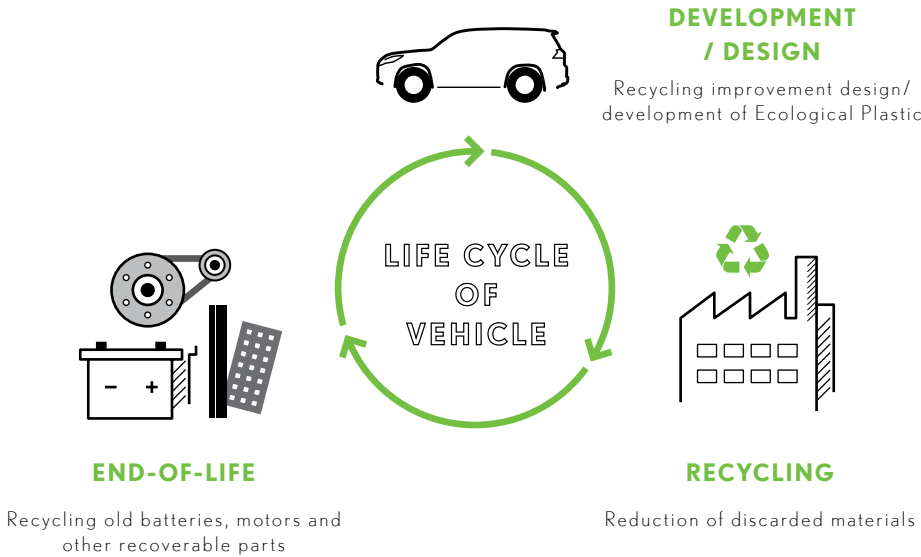 DEVELOPMENT
/ DESIGN
Recycling improvement design/
development of Ecological Plastic
LIFE CYCLE
OF
VEHICLE
END-OF-LIFE
Recycling old batteries, motors and
other recoverable parts
RECYCLING
Reduction of discarded materials